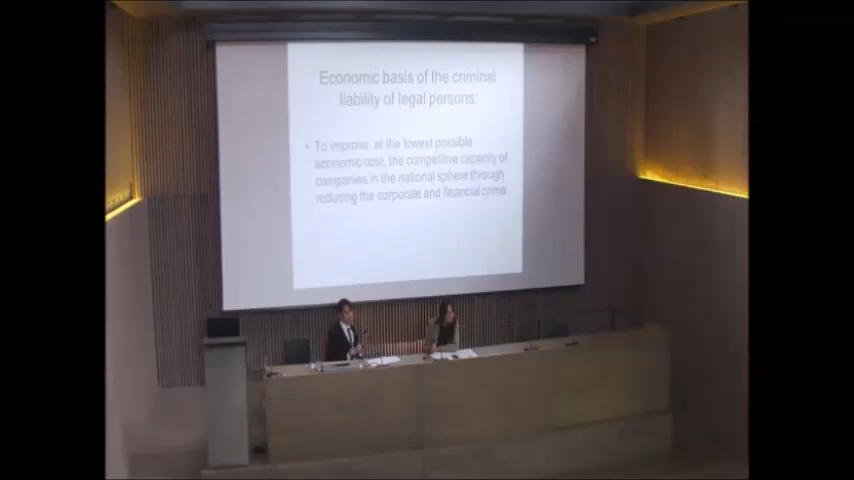 Economic basis of the criminal
liability of legal persons:
• To improve, at the lowest possible
economic cost, the competitive capacity of
companies in the national sphere through
reducing the corporate and financial crime.